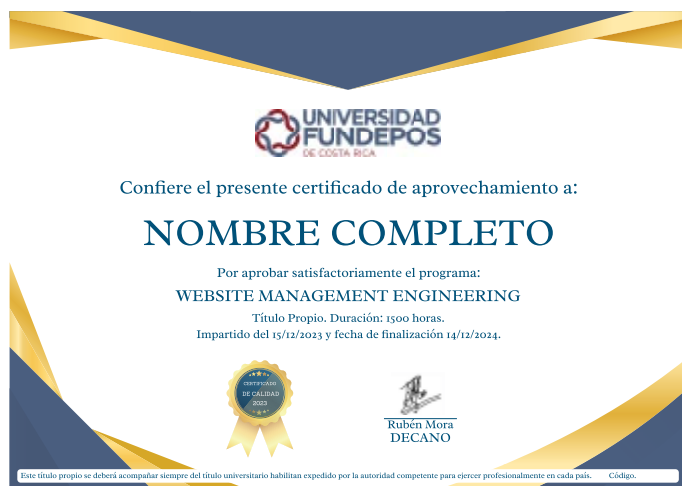 UNIVERSIDAD
FUNDEPOS
DE COSTA RICA
Confiere el presente certificado de aprovechamiento a:
NOMBRE COMPLETO
Por aprobar satisfactoriamente el programa:
WEBSITE MANAGEMENT ENGINEERING
Título Propio. Duración: 1500 horas.
Impartido del 15/12/2023 y fecha de finalización 14/12/2024.
CERTIFICADO
DE CALIDAD
2023
Rubén Mora
DECANO
Este título propio se deberá acompañar siempre del título universitario habilitan expedido por la autoridad competente para ejercer profesionalmente en cada país. Código.